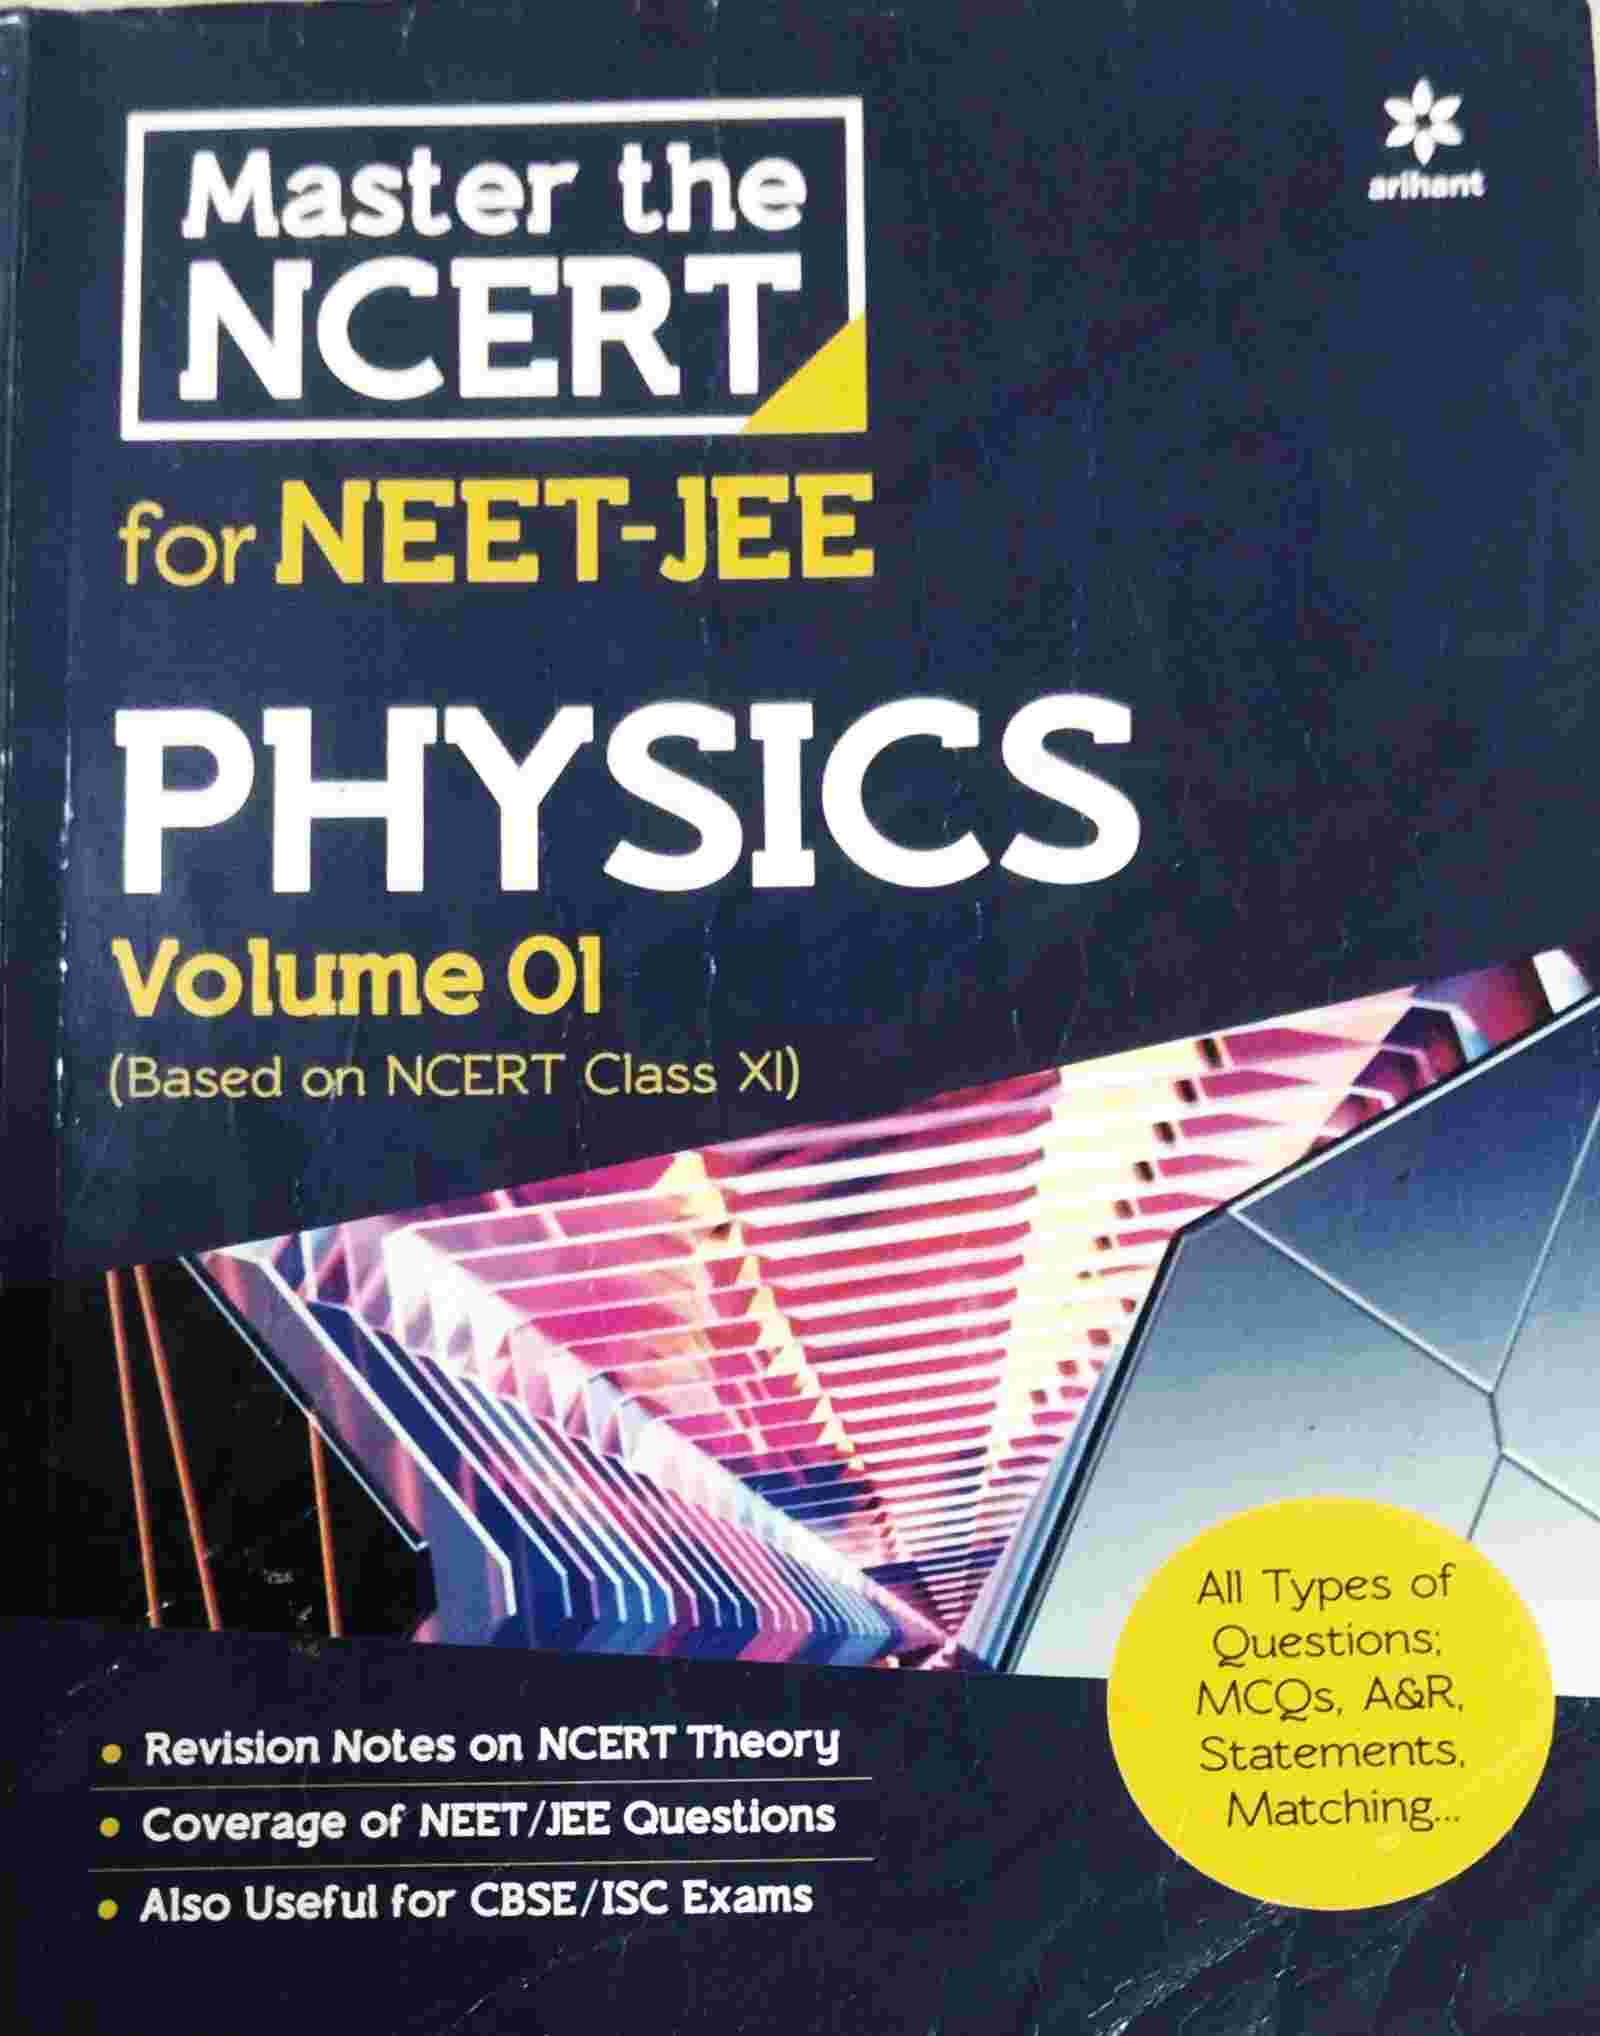 Master the
NCERT
arihant
for NEET-JEE
PHYSICS
Volume 01
(Based on NCERT Class XI)
All Types of
Questions;
MCQs, A&R,
Statements,
Matching...
Revision Notes on NCERT Theory
Coverage of NEET/JEE Questions
Also Useful for CBSE/ISC Exams